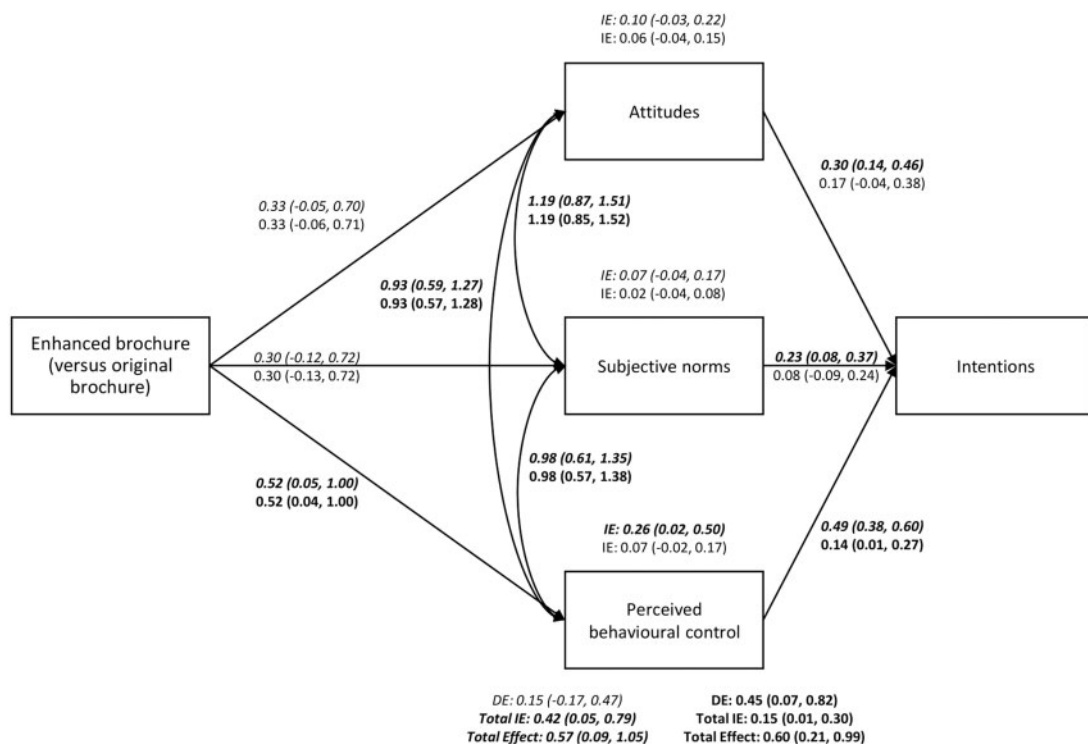 IE: 0.10 (-0.03, 0.22)
IE: 0.06 (-0.04, 0.15)
Attitudes
0.30 (0.14, 0.46)
0.17 (-0.04, 0.38)
0.33 (-0.05, 0.70)
0.33 (-0.06, 0.71)
1.19 (0.87, 1.51)
1.19 (0.85, 1.52)
0.93 (0.59, 1.27)
0.93 (0.57, 1.28)
IE: 0.07 (-0.04, 0.17)
IE: 0.02 (-0.04, 0.08)
Enhanced brochure
(versus original
brochure)
0.30 (-0.12, 0.72)
0.30 (-0.13, 0.72)
Subjective norms
0.23 (0.08, 0.37)
0.08 (-0.09, 0.24)
Intentions
0.98 (0.61, 1.35)
0.98 (0.57, 1.38)
0.52 (0.05, 1.00)
0.52 (0.04, 1.00)
IE: 0.26 (0.02, 0.50)
IE: 0.07 (-0.02, 0.17)
0.49 (0.38, 0.60)
0.14 (0.01, 0.27)
Perceived
behavioural control
DE: 0.15 (-0.17, 0.47)
Total IE: 0.42 (0.05, 0.79)
Total Effect: 0.57 (0.09, 1.05)
DE: 0.45 (0.07, 0.82)
Total IE: 0.15 (0.01, 0.30)
Total Effect: 0.60 (0.21, 0.99)